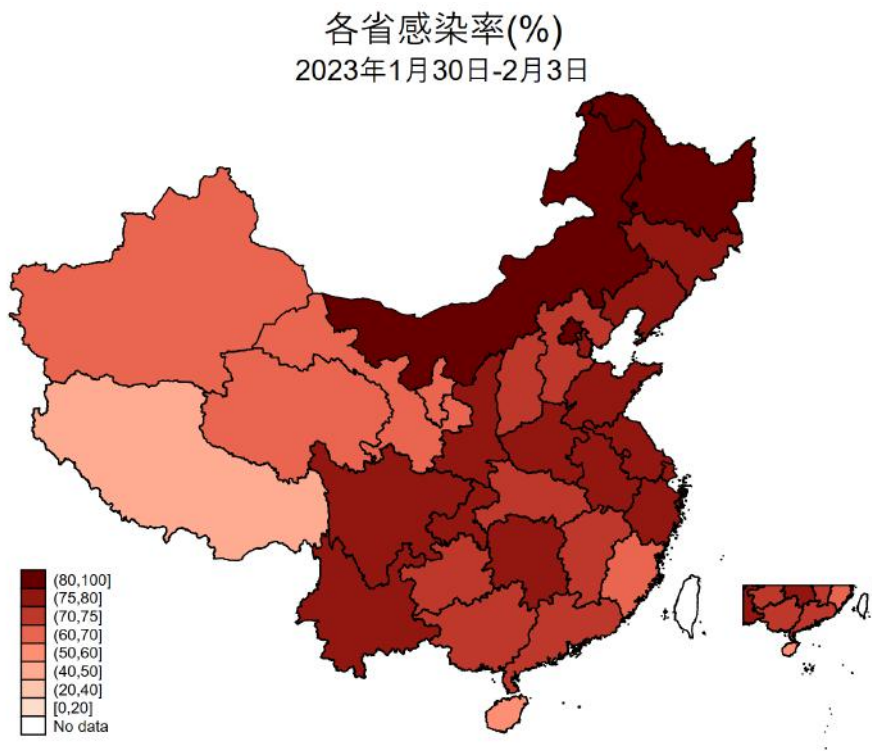 各省感染率(%)
2023年1月30日-2月3日
(80,100]
(75,80]
(70,75]
(60,70]
(50,60]
(40,50]
(20,40]
[0,20]
No data